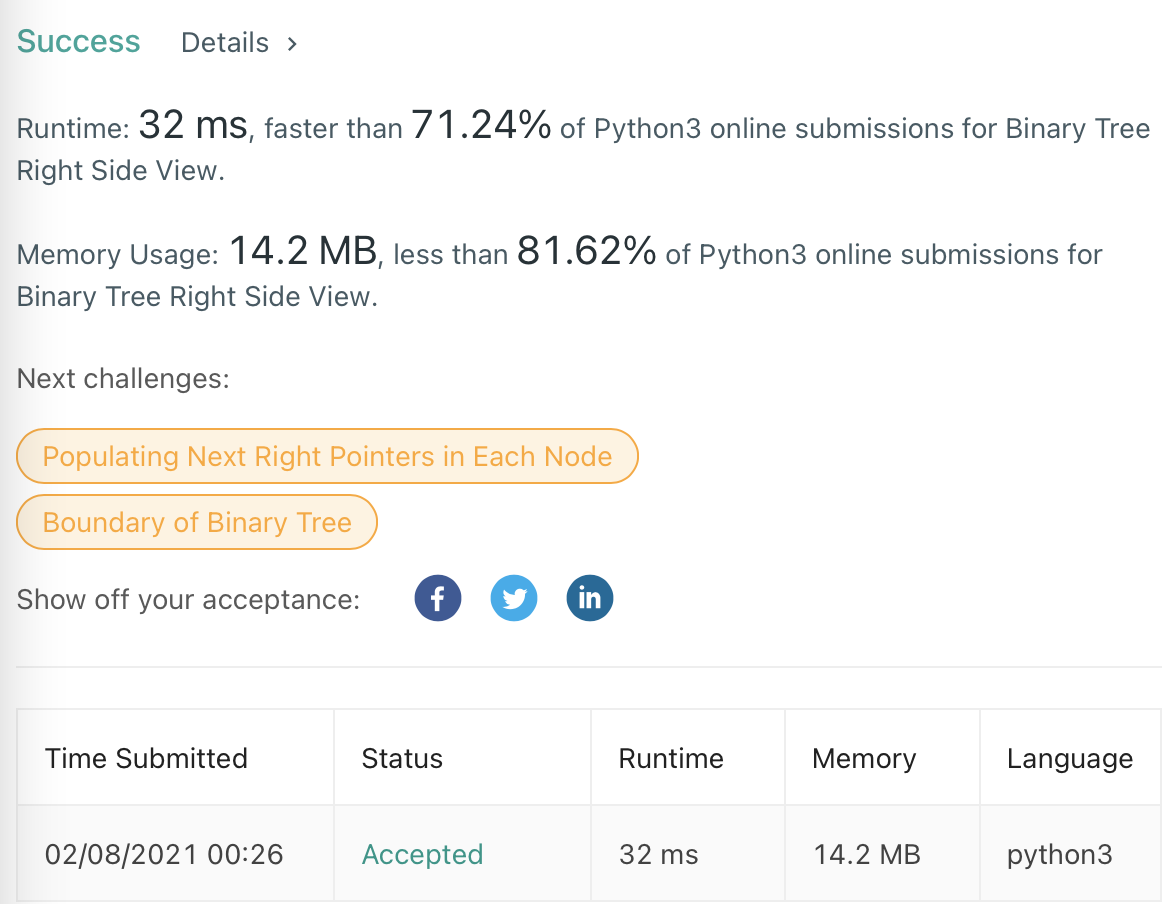 Success Details >
Runtime: 32 ms, faster than 71.24% of Python3 online submissions for Binary Tree
Right Side View.
Memory Usage: 14.2 MB, less than 81.62% of Python3 online submissions for
Binary Tree Right Side View.
Next challenges:
Populating Next Right Pointers in Each Node
Boundary of Binary Tree
Show off your acceptance: f in
Time Submitted Status Runtime Memory Language
02/08/2021 00:26 Accepted 32 ms 14.2 MB python3